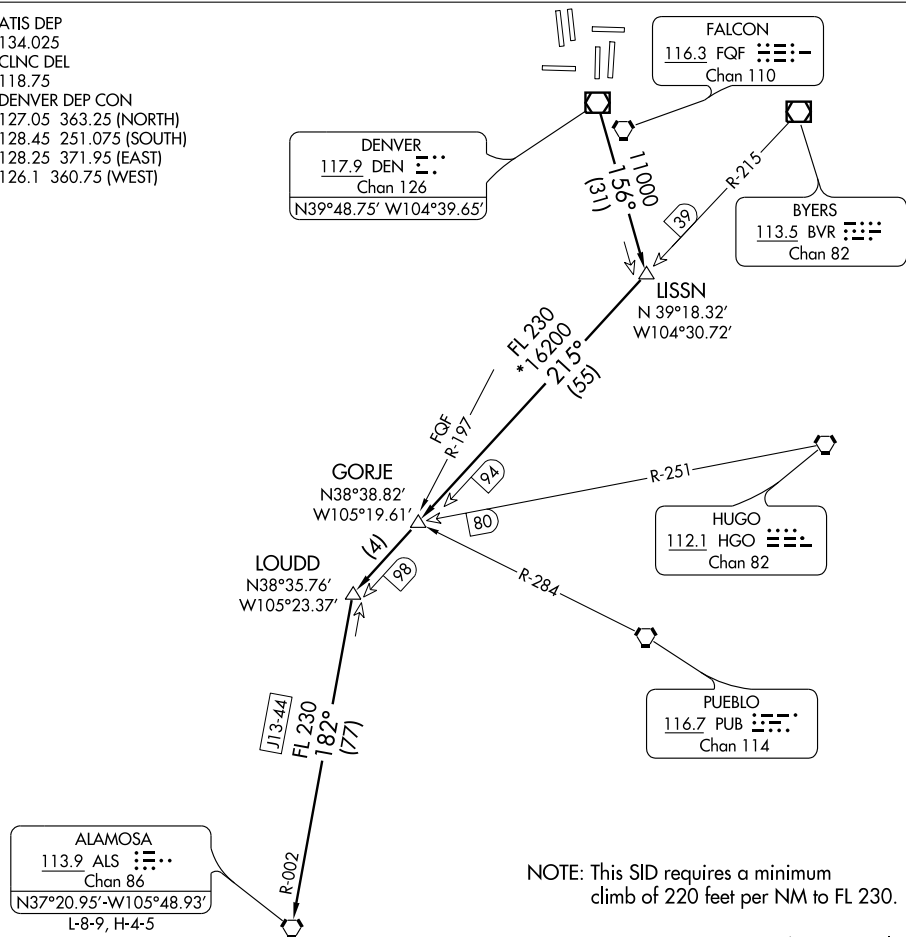 ATIS DEP
134.025
CLNC DEL
118.75
DENVER DEP CON
127.05 363.25 (NORTH)
128.45 251.075 (SOUTH)
128.25 371.95 (EAST)
126.1 360.75 (WEST)
FALCON
116.3 FQF
Chan 110
DENVER
117.9 DEN
Chan 126
N39°48.75' W104°39.65'
11000
156°
(31)
R-215
39
BYERS
113.5 BVR
Chan 82
LISSN
N 39°18.32'
W104°30.72'
FL 230
*16200
215°
(55)
FQF
R-197
GORJE
N38°38.82'
W105°19.61'
94
R-251
80
HUGO
112.1 HGO
Chan 82
(4)
LOUDD
N38°35.76'
W105°23.37'
98
R-284
PUEBLO
116.7 PUB
Chan 114
J13-44
FL 230
182°
(77)
R-002
ALAMOSA
113.9 ALS
Chan 86
N37°20.95'-W105°48.93'
L-8-9, H-4-5
NOTE: This SID requires a minimum
climb of 220 feet per NM to FL 230.